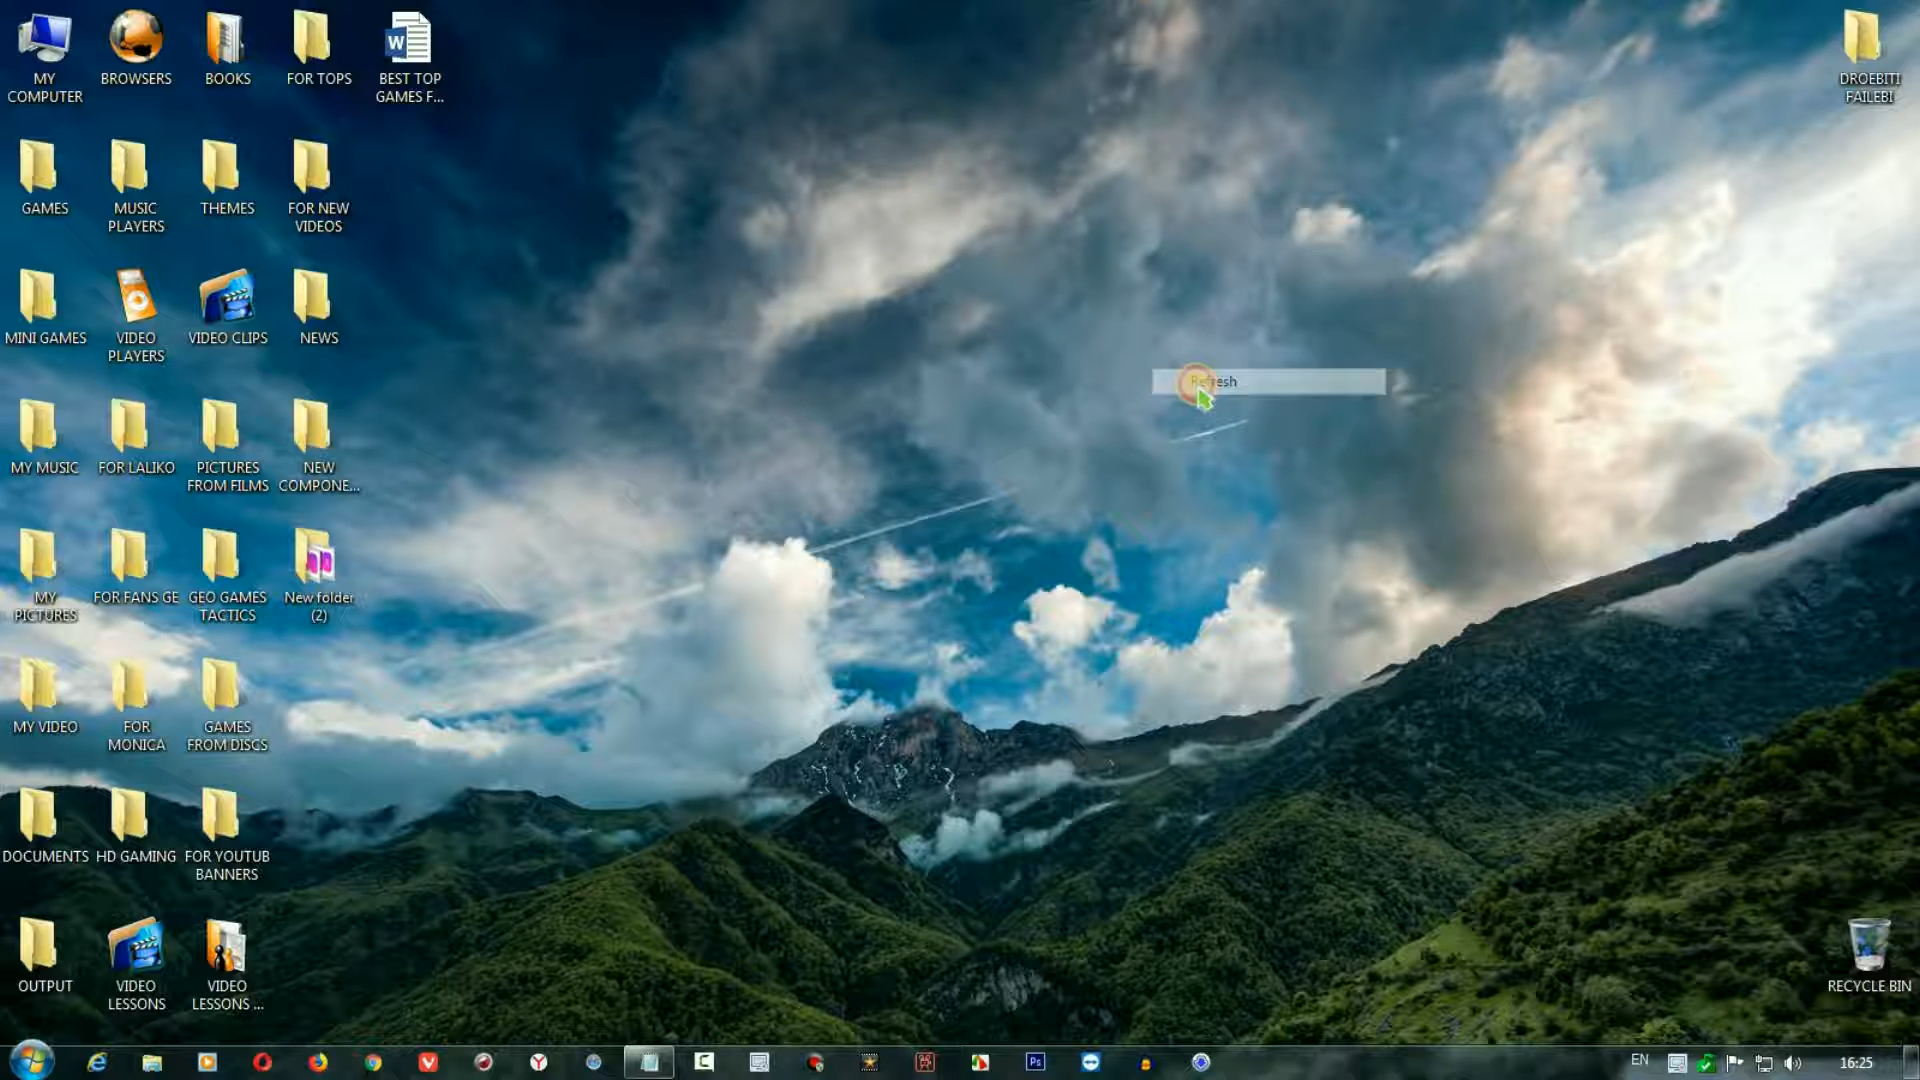 MY
COMPUTER
BROWSERS
BOOKS
FOR TOPS
BEST TOP
GAMES F...
DROEBITI
FAILEBI
GAMES
MUSIC
PLAYERS
THEMES
FOR NEW
VIDEOS
MINI GAMES
VIDEO
PLAYERS
VIDEO CLIPS
NEWS
Refresh
MY MUSIC
FOR LALIKO
PICTURES
FROM FILMS
NEW
COMPONE...
MY
PICTURES
FOR FANS GE
GEO GAMES
TACTICS
New folder
(2)
MY VIDEO
FOR
MONICA
GAMES
FROM DISCS
DOCUMENTS
HD GAMING
FOR YOUTUB
BANNERS
OUTPUT
VIDEO
LESSONS
VIDEO
LESSONS ...
RECYCLE BIN
Ps
EN
16:25